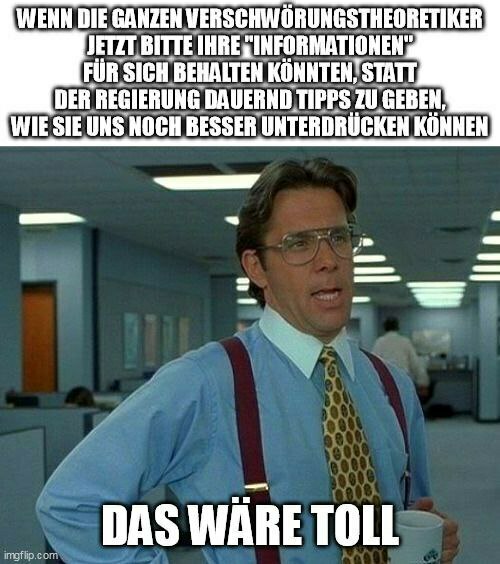 WENN DIE GANZEN VERSCHWÖRUNGSTHEORETIKER
JETZT BITTE IHRE "INFORMATIONEN"
FÜR SICH BEHALTEN KÖNNTEN, STATT
DER REGIERUNG DAUERND TIPPS ZU GEBEN,
WIE SIE UNS NOCH BESSER UNTERDRÜCKEN KÖNNEN
DAS WÄRE TOLL
imgflip.com